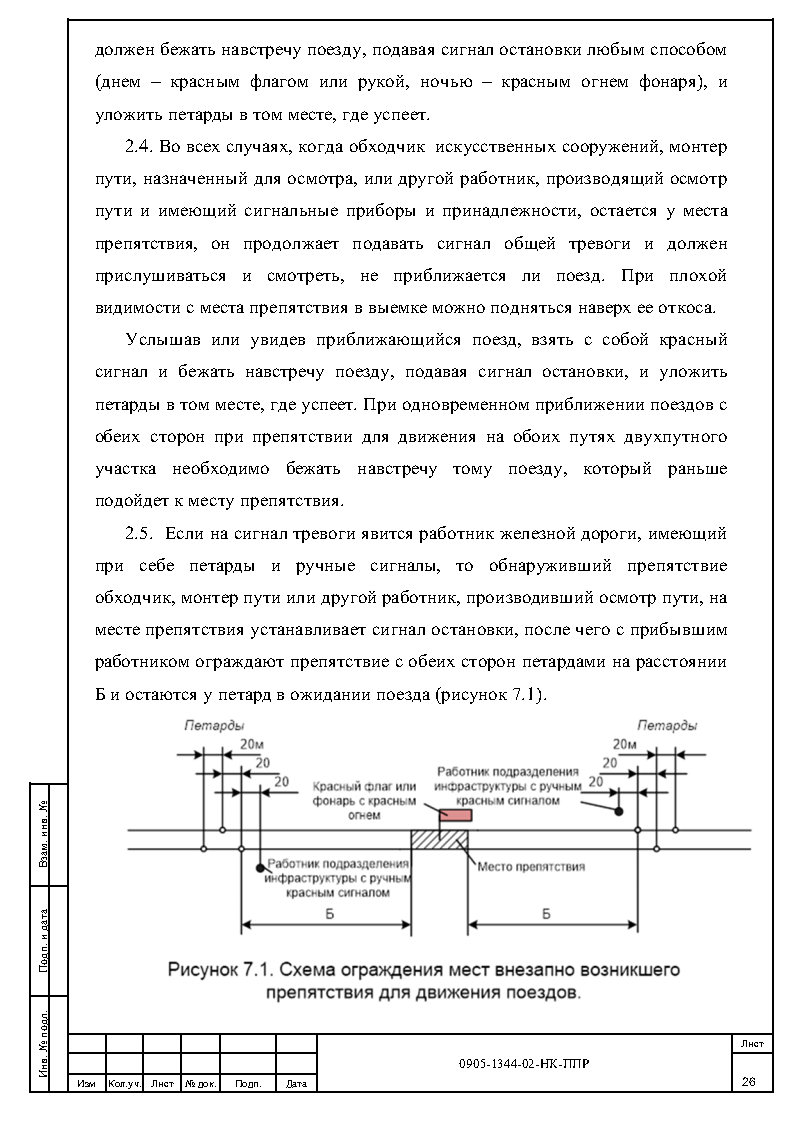 должен бежать навстречу поезду, подавая сигнал остановки любым способом
(днем – красным флагом или рукой, ночью – красным огнем фонаря), и
уложить петарды в том месте, где успеет.
2.4. Во всех случаях, когда обходчик искусственных сооружений, монтер
пути, назначенный для осмотра, или другой работник, производящий осмотр
пути и имеющий сигнальные приборы и принадлежности, остается у места
препятствия, он продолжает подавать сигнал общей тревоги и должен
прислушиваться и смотреть, не приближается ли поезд. При плохой
видимости с места препятствия в выемке можно подняться наверх ее откоса.
Услышав или увидев приближающийся поезд, взять с собой красный
сигнал и бежать навстречу поезду, подавая сигнал остановки, и уложить
петарды в том месте, где успеет. При одновременном приближении поездов с
обеих сторон при препятствии для движения на обоих путях двухпутного
участка необходимо бежать навстречу тому поезду, который раньше
подойдет к месту препятствия.
2.5. Если на сигнал тревоги явится работник железной дороги, имеющий
при себе петарды и ручные сигналы, то обнаруживший препятствие
обходчик, монтер пути или другой работник, производивший осмотр пути, на
месте препятствия устанавливает сигнал остановки, после чего с прибывшим
работником ограждают препятствие с обеих сторон петардами на расстоянии
Б и остаются у петард в ожидании поезда (рисунок 7.1).
Петарды
Петарды
20м
20м
20
20
20
20
Красный флаг или
фонарь с красным
огнем
Работник подразделения
инфраструктуры с ручным
красным сигналом
Работник подразделения
инфраструктуры с ручным
красным сигналом
Место препятствия
Б
Б
Рисунок 7.1. Схема ограждения мест внезапно возникшего
препятствия для движения поездов.
Взам. инв. №
Подп. и дата
Инв. № подл.
Изм
Кол.уч.
Лист
№ док.
Подп.
Дата
0905-1344-02-НК-ППР
Лист
26